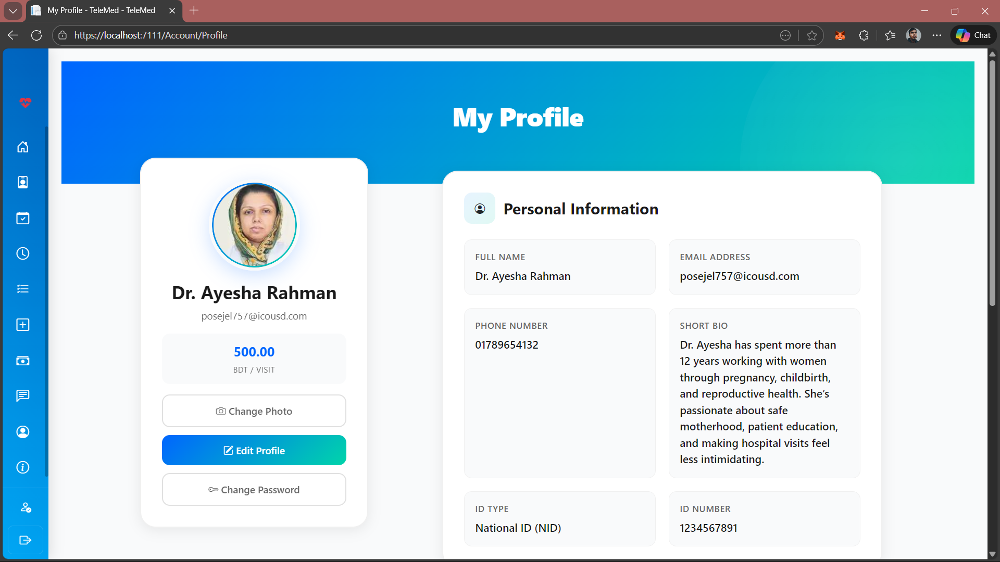 My Profile - TeleMed - TeleMed
https://localhost:7111/Account/Profile
Chat
My Profile
Dr. Ayesha Rahman
posejel757@icousd.com
500.00
BDT / VISIT
Change Photo
Edit Profile
Change Password
Personal Information
FULL NAME
Dr. Ayesha Rahman
EMAIL ADDRESS
posejel757@icousd.com
PHONE NUMBER
01789654132
SHORT BIO
Dr. Ayesha has spent more than
12 years working with women
through pregnancy, childbirth,
and reproductive health. She’s
passionate about safe
motherhood, patient education,
and making hospital visits feel
less intimidating.
ID TYPE
National ID (NID)
ID NUMBER
1234567891